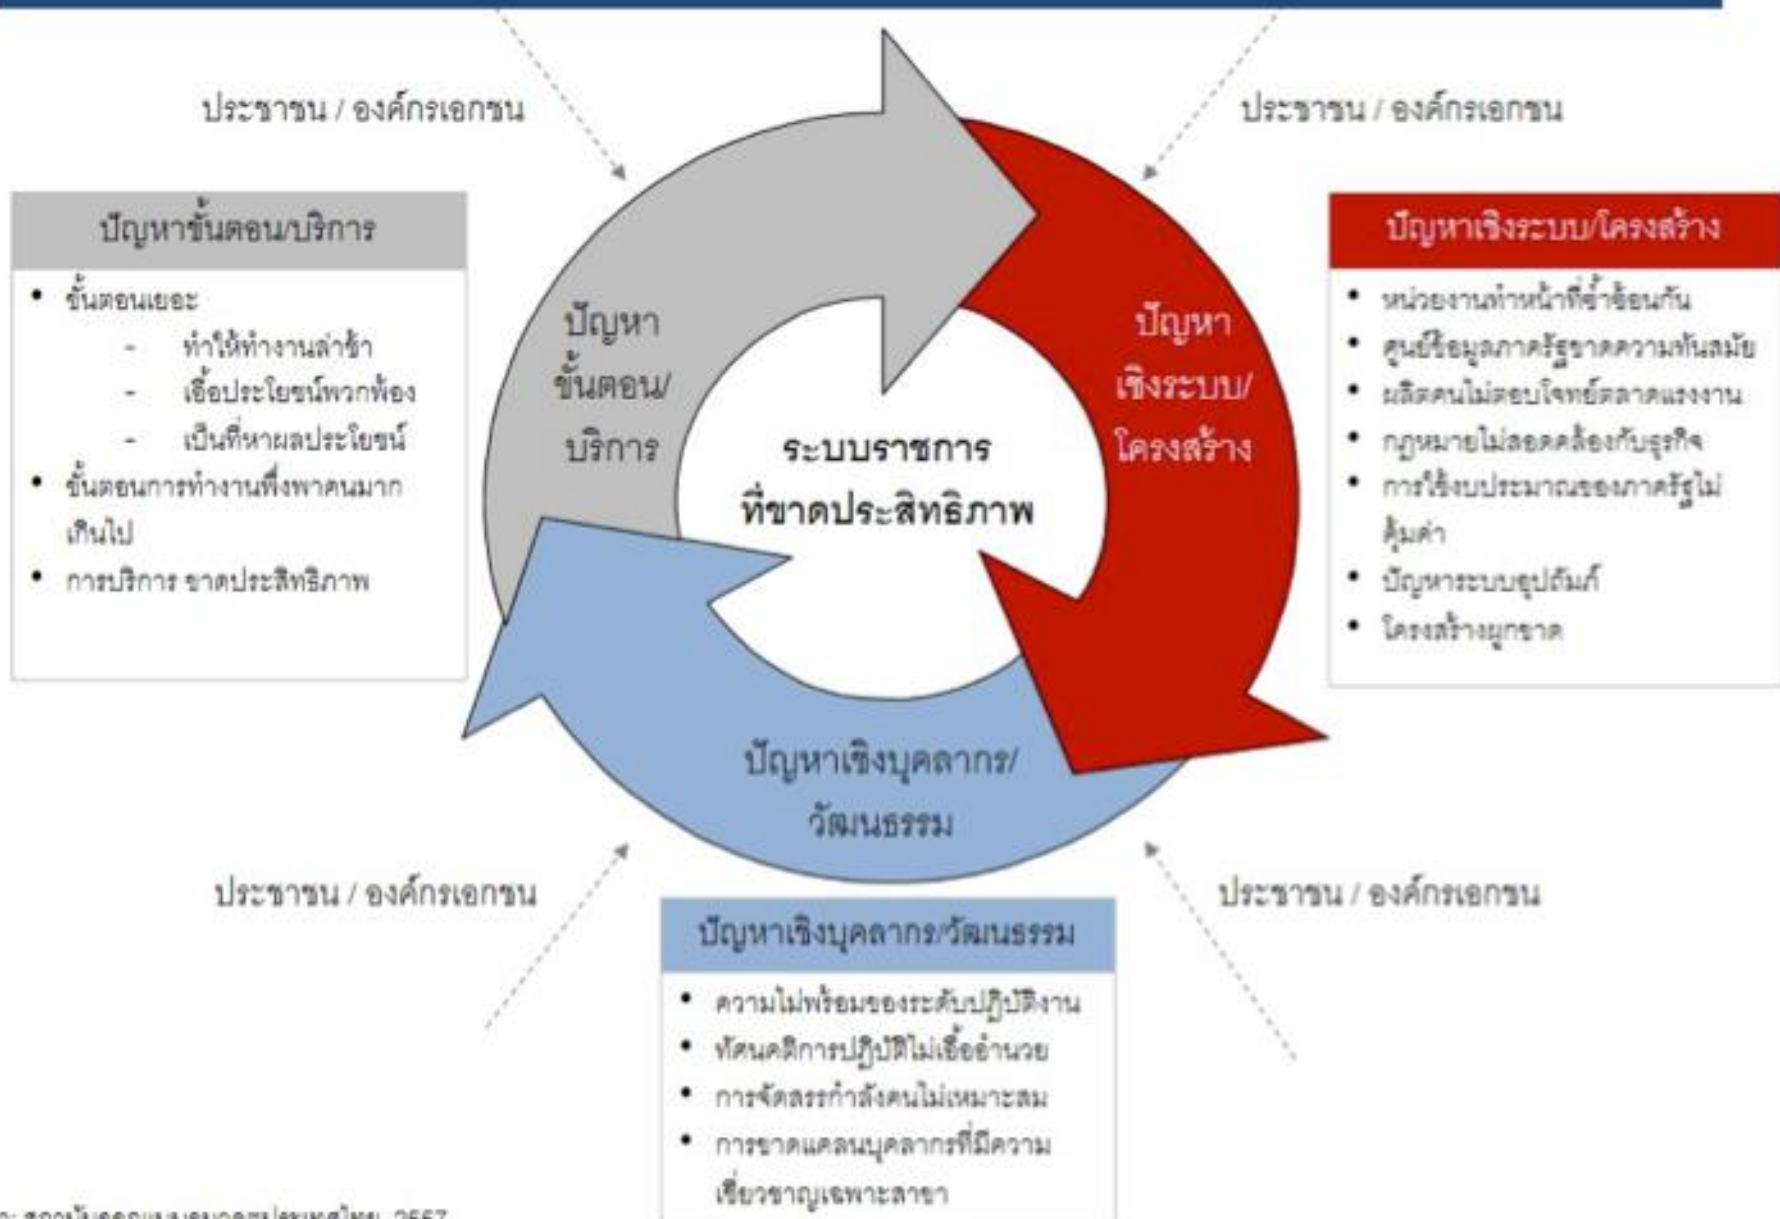 ประชาชน / องค์กรเอกชน
ประชาชน / องค์กรเอกชน
ปัญหาขั้นตอน/บริการ
• ขั้นตอนเยอะ
- ทำให้ทำงานล่าช้า
- เอื้อประโยชน์พวกพ้อง
- เป็นที่หาผลประโยชน์
• ขั้นตอนการทำงานพึ่งพาคนมาก
เกินไป
• การบริการ ขาดประสิทธิภาพ
ปัญหา
ขั้นตอน/
บริการ
ระบบราชการ
ที่ขาดประสิทธิภาพ
ปัญหา
เชิงระบบ/
โครงสร้าง
ปัญหาเชิงระบบ/โครงสร้าง
• หน่วยงานทำหน้าที่ซ้ำซ้อนกัน
• ศูนย์ข้อมูลภาครัฐขาดความทันสมัย
• ผลิตคนไม่ตอบโจทย์ตลาดแรงงาน
• กฎหมายไม่สอดคล้องกับธุรกิจ
• การใช้งบประมาณของภาครัฐไม่
คุ้มค่า
• ปัญหาระบบอุปถัมภ์
• โครงสร้างผูกขาด
ปัญหาเชิงบุคลากร/
วัฒนธรรม
ประชาชน / องค์กรเอกชน
ประชาชน / องค์กรเอกชน
ปัญหาเชิงบุคลากร/วัฒนธรรม
• ความไม่พร้อมของระดับปฏิบัติงาน
• ทัศนคติการปฏิบัติไม่เอื้ออำนวย
• การจัดสรรกำลังคนไม่เหมาะสม
• การขาดแคลนบุคลากรที่มีความ
เชี่ยวชาญเฉพาะสาขา